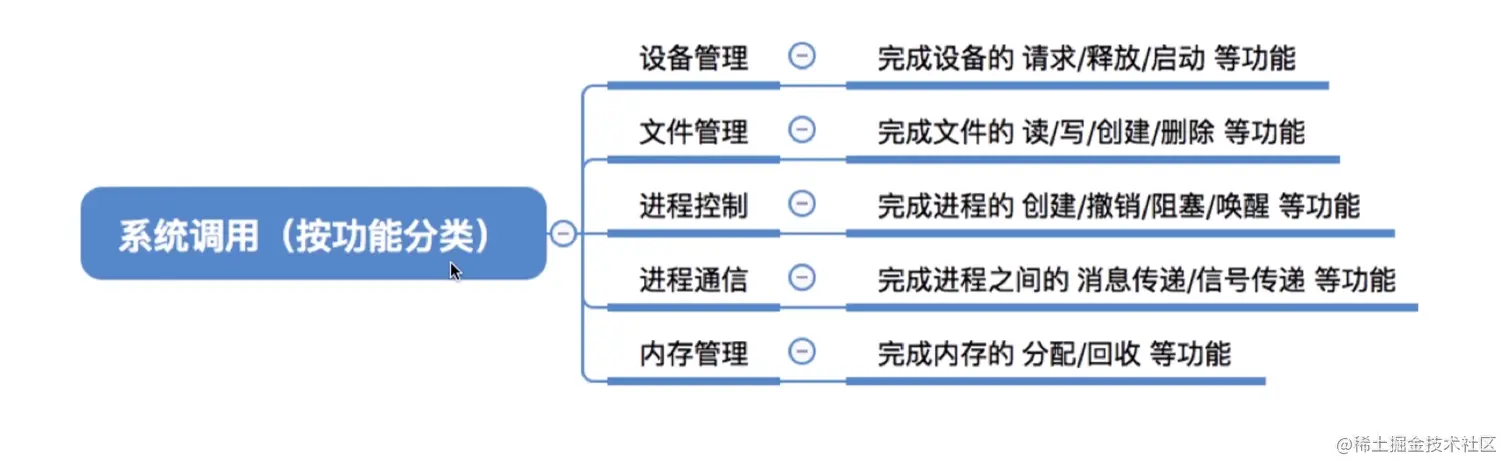 系统调用（按功能分类）
设备管理
完成设备的 请求/释放/启动 等功能
文件管理
完成文件的 读/写/创建/删除 等功能
进程控制
完成进程的 创建/撤销/阻塞/唤醒 等功能
进程通信
完成进程之间的 消息传递/信号传递 等功能
内存管理
完成内存的 分配/回收 等功能
@稀土掘金技术社区